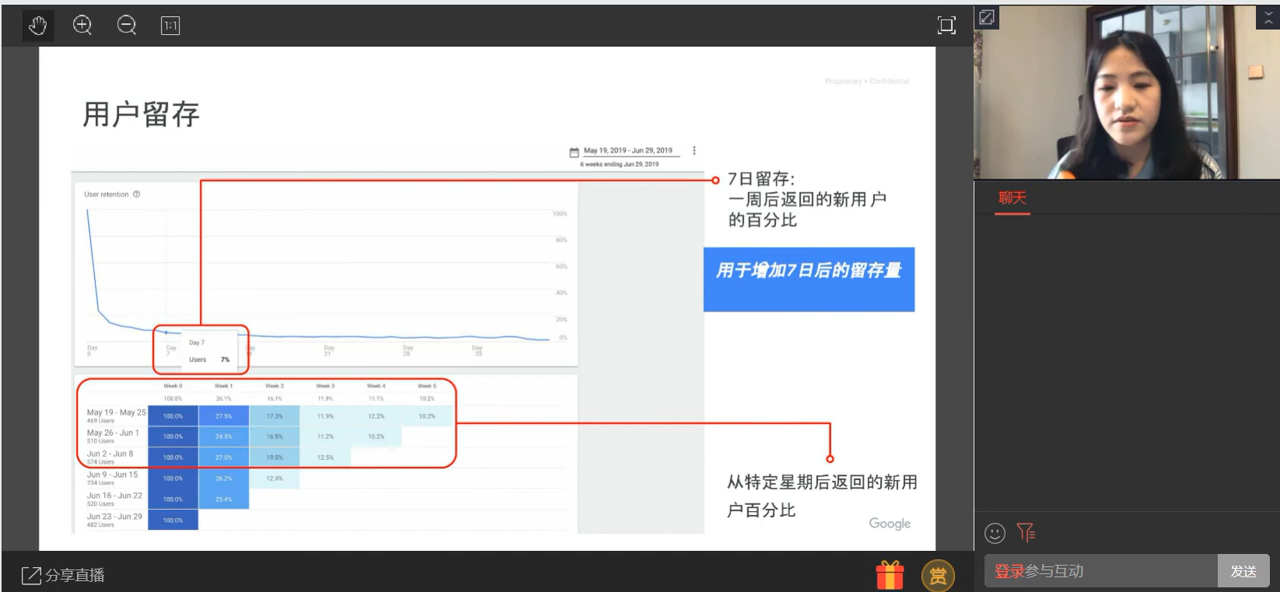 1:1
Proprietary + Confidential
用户留存
May 19, 2019 - Jun 29, 2019
6 weeks ending Jun 29, 2019
User retention
100%
80%
60%
40%
20%
0%
Day 7
Users 7%
Day 0
Day 7
Day 21
Day 28
Day 35
7日留存:
一周后返回的新用户
的百分比
用于增加7日后的留存量
Week 0 Week 1 Week 2 Week 3 Week 4 Week 5
100.0% 26.1% 16.1% 11.9% 11.1% 10.2%
May 19 - May 25 100.0% 27.5% 17.3% 11.9% 12.2% 10.2%
469 Users
May 26 - Jun 1 100.0% 24.3% 16.5% 11.2% 10.2%
510 Users
Jun 2 - Jun 8 100.0% 27.0% 19.5% 12.5%
574 Users
Jun 9 - Jun 15 100.0% 26.2% 12.4%
734 Users
Jun 16 - Jun 22 100.0% 25.4%
520 Users
Jun 23 - Jun 29 100.0%
482 Users
从特定星期后返回的新用
户百分比
Google
分享直播
赏
聊天
登录参与互动
发送